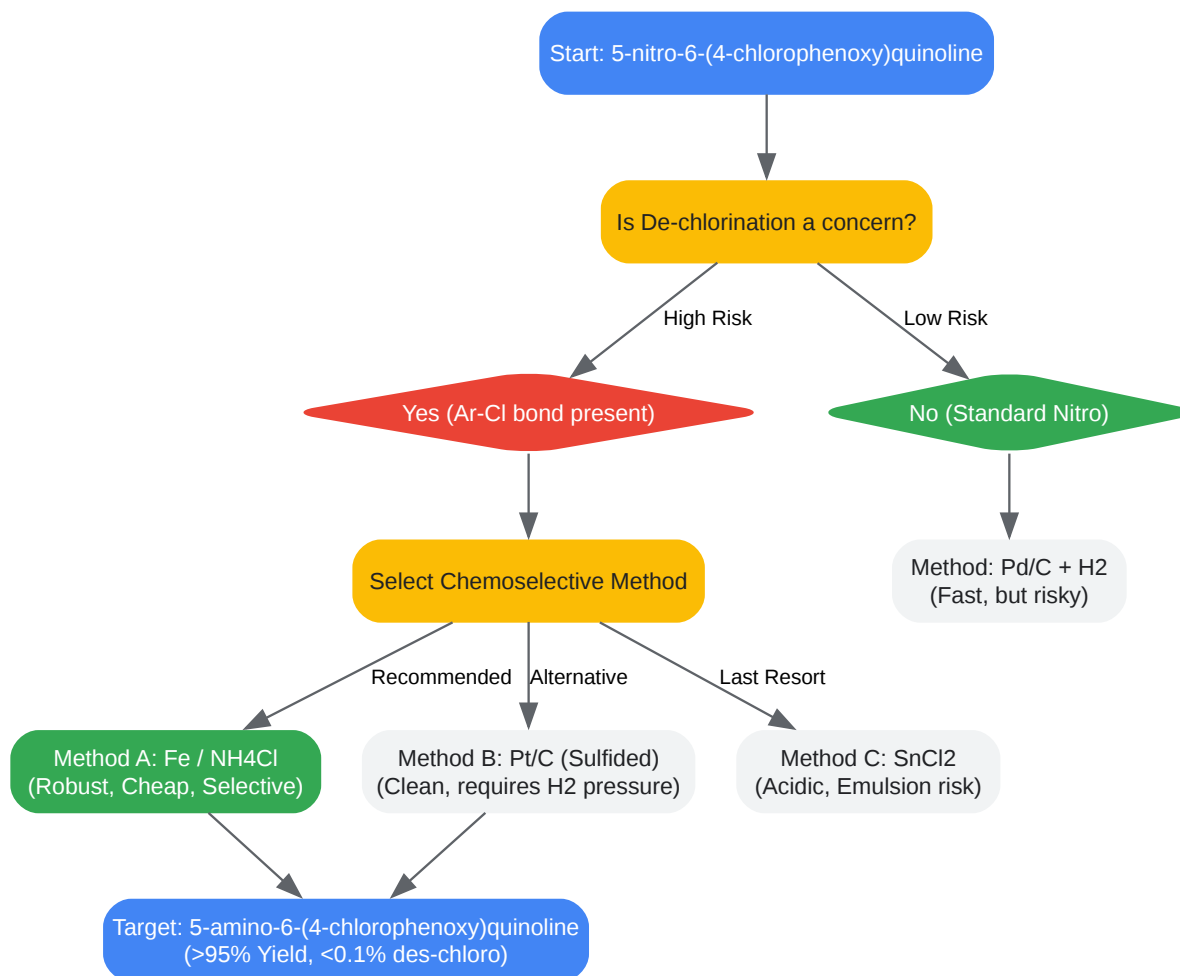 Start: 5-nitro-6-(4-chlorophenoxy)quinoline
Is De-chlorination a concern?
High Risk
Low Risk
Yes (Ar-Cl bond present)
No (Standard Nitro)
Select Chemoselective Method
Method: Pd/C + H2
(Fast, but risky)
Recommended
Alternative
Last Resort
Method A: Fe / NH4Cl
(Robust, Cheap, Selective)
Method B: Pt/C (Sulfided)
(Clean, requires H2 pressure)
Method C: SnCl2
(Acidic, Emulsion risk)
Target: 5-amino-6-(4-chlorophenoxy)quinoline
(>95% Yield, <0.1% des-chloro)